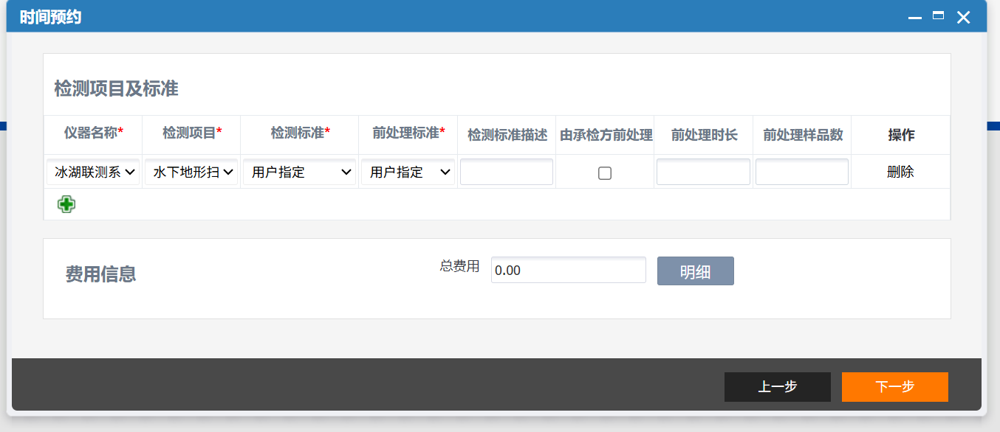 时间预约
检测项目及标准
仪器名称* 检测项目* 检测标准* 前处理标准* 检测标准描述 由承检方前处理 前处理时长 前处理样品数 操作
冰湖联测系 水下地形扫 用户指定 用户指定 删除
费用信息 总费用 0.00 明细
上一步 下一步